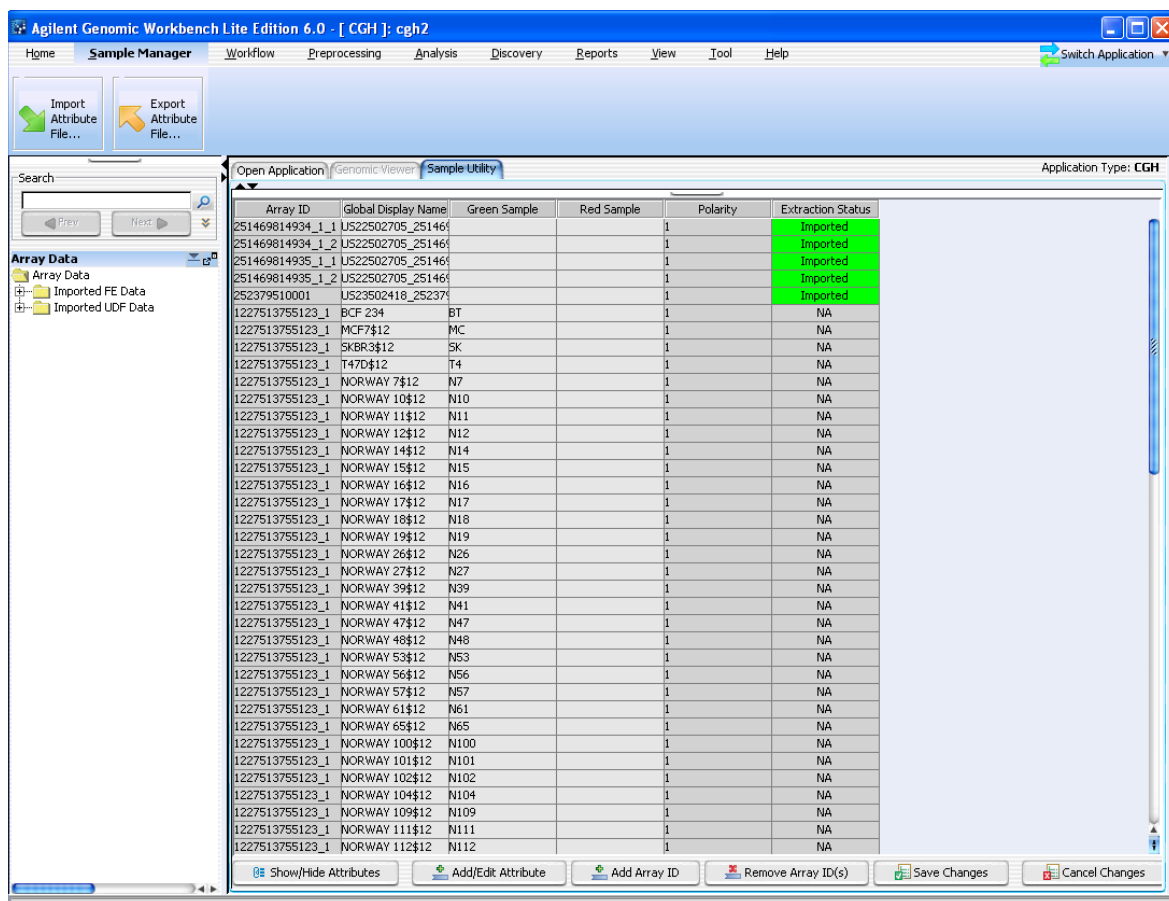 Agilent Genomic Workbench Lite Edition 6.0 - [ CGH ]: cgh2
Home Sample Manager Workflow Preprocessing Analysis Discovery Reports View Tool Help Switch Application
Import Attribute File...
Export Attribute File...
Search
Prev Next
Array Data
Array Data
Imported FE Data
Imported UDF Data
Open Application Genomic Viewer Sample Utility Application Type: CGH
Array ID Global Display Name Green Sample Red Sample Polarity Extraction Status
251469814934_1_1 US22502705_251469 1 Imported
251469814934_1_2 US22502705_251469 1 Imported
251469814935_1_1 US22502705_251469 1 Imported
251469814935_1_2 US22502705_251469 1 Imported
252379510001 US23502418_252379 1 Imported
1227513755123_1 BCF 234 BT 1 NA
1227513755123_1 MCF7$12 MC 1 NA
1227513755123_1 SKBR3$12 SK 1 NA
1227513755123_1 T47D$12 T4 1 NA
1227513755123_1 NORWAY 7$12 N7 1 NA
1227513755123_1 NORWAY 10$12 N10 1 NA
1227513755123_1 NORWAY 11$12 N11 1 NA
1227513755123_1 NORWAY 12$12 N12 1 NA
1227513755123_1 NORWAY 14$12 N14 1 NA
1227513755123_1 NORWAY 15$12 N15 1 NA
1227513755123_1 NORWAY 16$12 N16 1 NA
1227513755123_1 NORWAY 17$12 N17 1 NA
1227513755123_1 NORWAY 18$12 N18 1 NA
1227513755123_1 NORWAY 19$12 N19 1 NA
1227513755123_1 NORWAY 26$12 N26 1 NA
1227513755123_1 NORWAY 27$12 N27 1 NA
1227513755123_1 NORWAY 39$12 N39 1 NA
1227513755123_1 NORWAY 41$12 N41 1 NA
1227513755123_1 NORWAY 47$12 N47 1 NA
1227513755123_1 NORWAY 48$12 N48 1 NA
1227513755123_1 NORWAY 53$12 N53 1 NA
1227513755123_1 NORWAY 56$12 N56 1 NA
1227513755123_1 NORWAY 57$12 N57 1 NA
1227513755123_1 NORWAY 61$12 N61 1 NA
1227513755123_1 NORWAY 65$12 N65 1 NA
1227513755123_1 NORWAY 100$12 N100 1 NA
1227513755123_1 NORWAY 101$12 N101 1 NA
1227513755123_1 NORWAY 102$12 N102 1 NA
1227513755123_1 NORWAY 104$12 N104 1 NA
1227513755123_1 NORWAY 109$12 N109 1 NA
1227513755123_1 NORWAY 111$12 N111 1 NA
1227513755123_1 NORWAY 112$12 N112 1 NA
Show/Hide Attributes Add/Edit Attribute Add Array ID Remove Array ID(s) Save Changes Cancel Changes